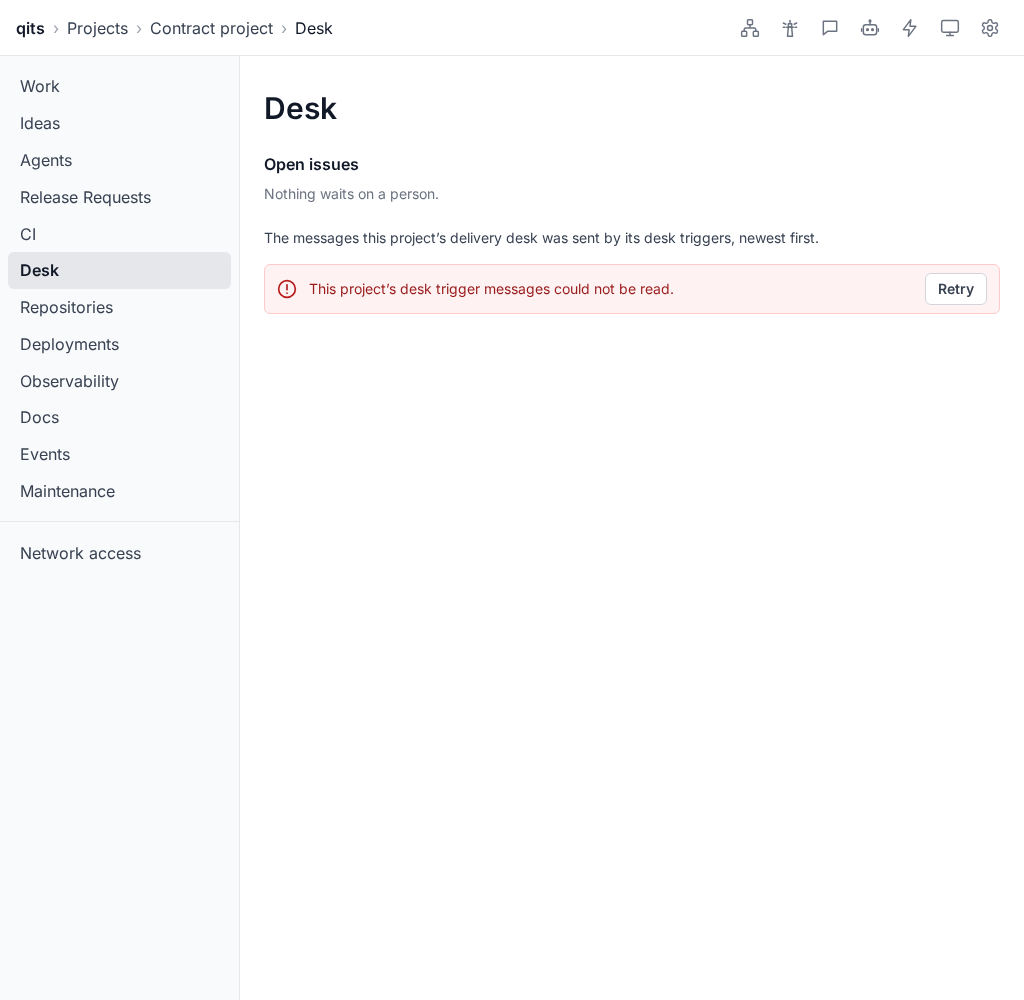 qits › Projects › Contract project › Desk
Work
Ideas
Agents
Release Requests
CI
Desk
Repositories
Deployments
Observability
Docs
Events
Maintenance
Network access
Desk
Open issues
Nothing waits on a person.
The messages this project’s delivery desk was sent by its desk triggers, newest first.
This project’s desk trigger messages could not be read.
Retry